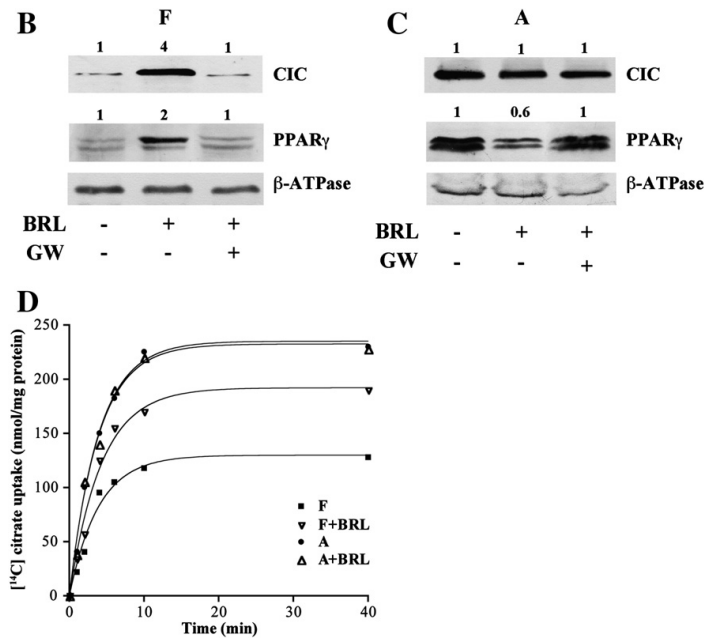 B F
1 4 1
CIC
1 2 1
PPARγ
β-ATPase
BRL - + +
GW - - +
C A
1 1 1
CIC
1 0.6 1
PPARγ
β-ATPase
BRL - + +
GW - - +
D
[¹⁴C] citrate uptake (nmol/mg protein)
250
200
150
100
50
0
0 10 20 30 40
Time (min)
F
F+BRL
A
A+BRL